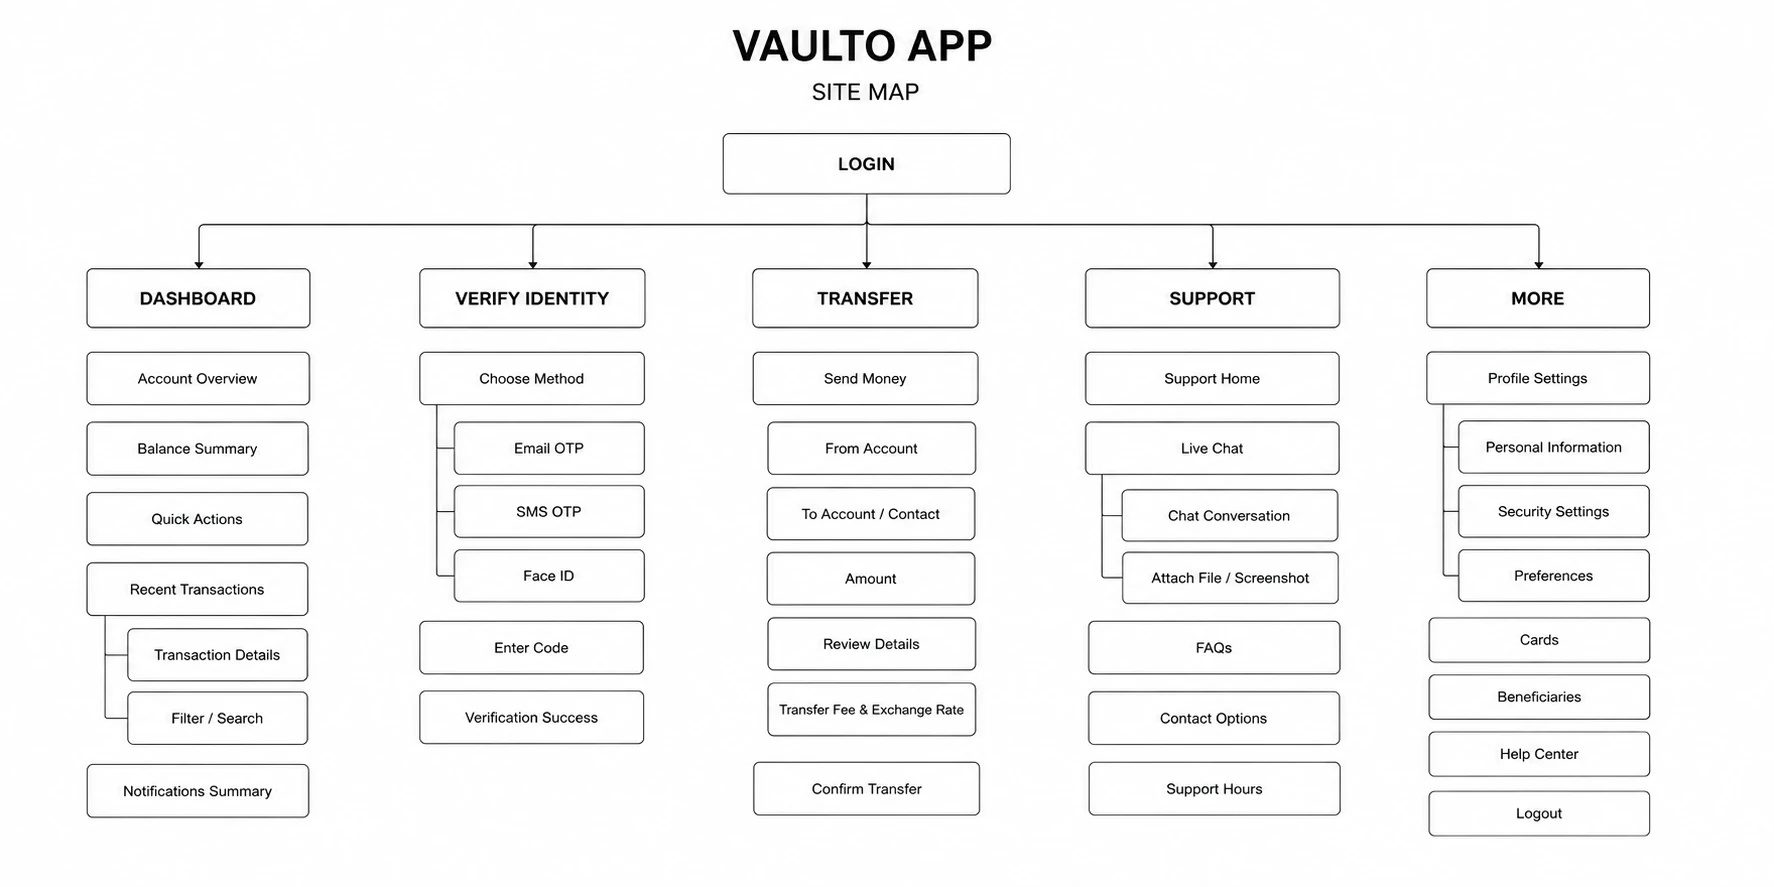 VAULTO APP
SITE MAP
LOGIN
DASHBOARD
Account Overview
Balance Summary
Quick Actions
Recent Transactions
Transaction Details
Filter / Search
Notifications Summary
VERIFY IDENTITY
Choose Method
Email OTP
SMS OTP
Face ID
Enter Code
Verification Success
TRANSFER
Send Money
From Account
To Account / Contact
Amount
Review Details
Transfer Fee & Exchange Rate
Confirm Transfer
SUPPORT
Support Home
Live Chat
Chat Conversation
Attach File / Screenshot
FAQs
Contact Options
Support Hours
MORE
Profile Settings
Personal Information
Security Settings
Preferences
Cards
Beneficiaries
Help Center
Logout